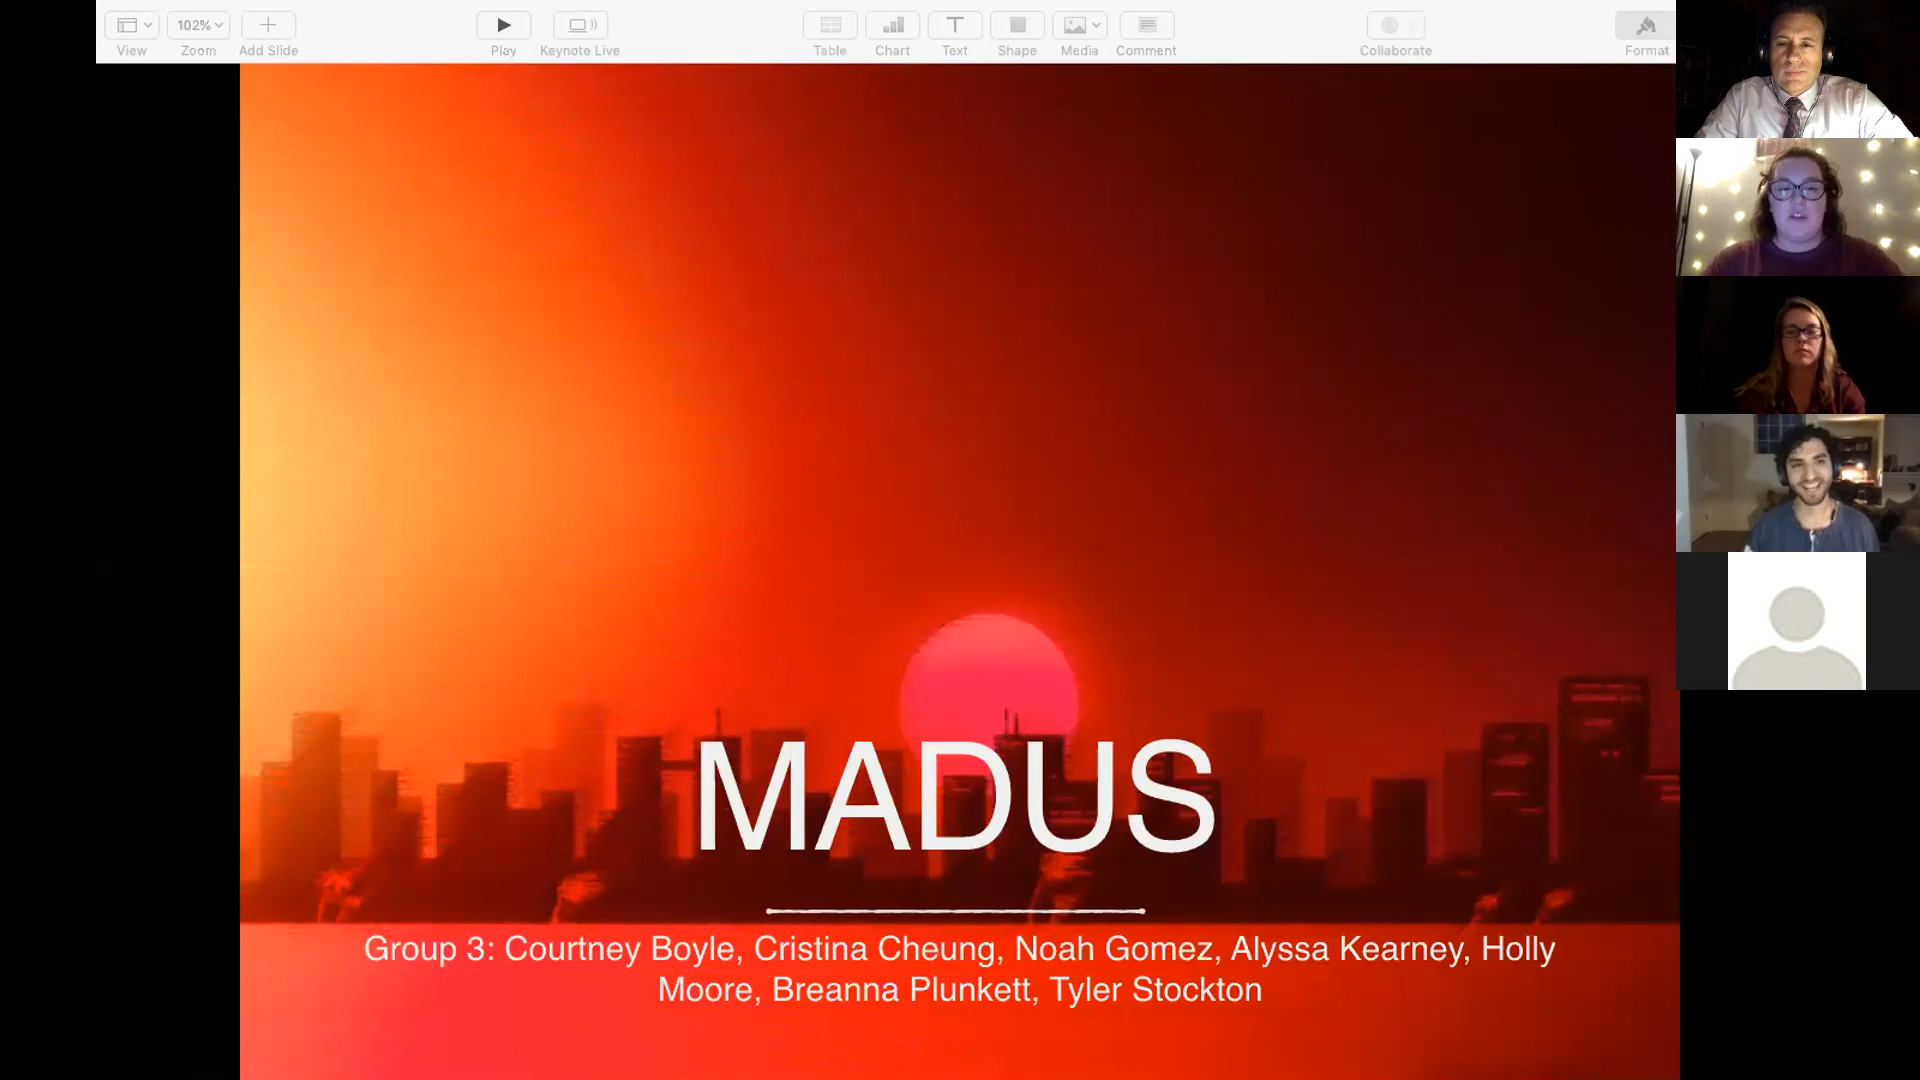 View
102%
Zoom
Add Slide
Play
Keynote Live
Table
Chart
Text
Shape
Media
Comment
Collaborate
Format
MADUS
Group 3: Courtney Boyle, Cristina Cheung, Noah Gomez, Alyssa Kearney, Holly
Moore, Breanna Plunkett, Tyler Stockton